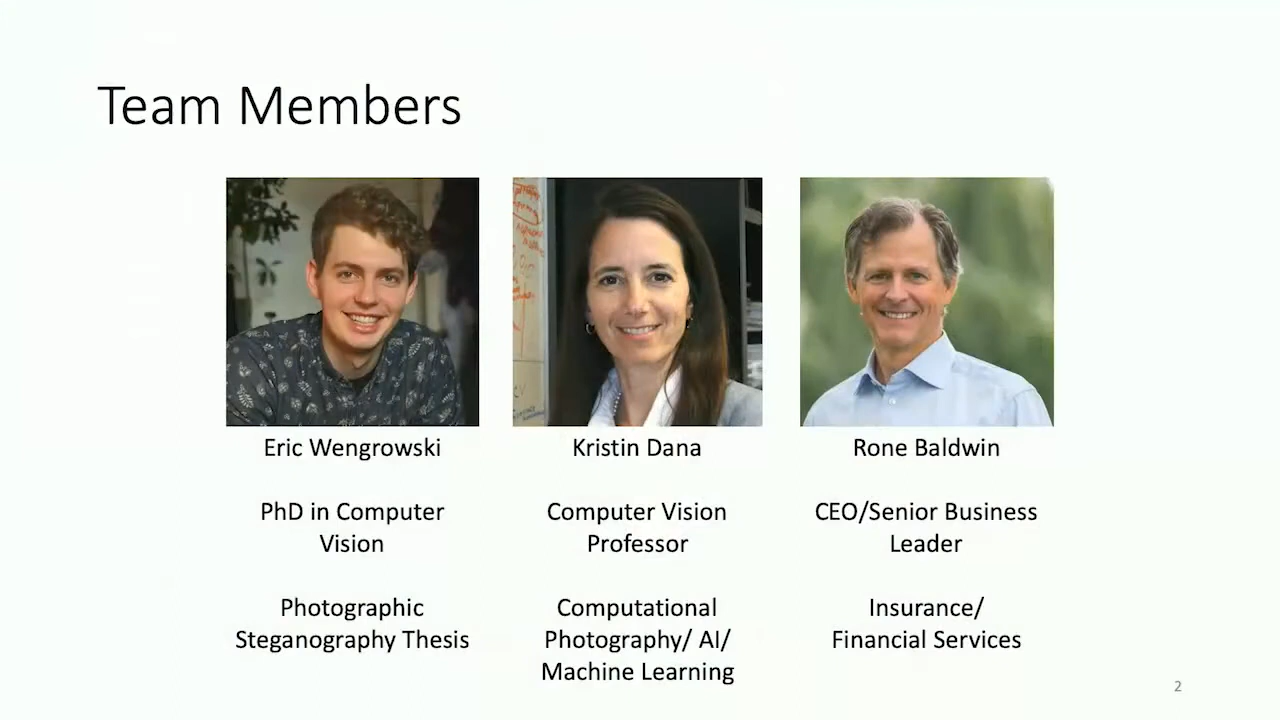 Team Members
Eric Wengrowski
PhD in Computer
Vision
Photographic
Steganography Thesis
Kristin Dana
Computer Vision
Professor
Computational
Photography/ AI/
Machine Learning
Rone Baldwin
CEO/Senior Business
Leader
Insurance/
Financial Services
2